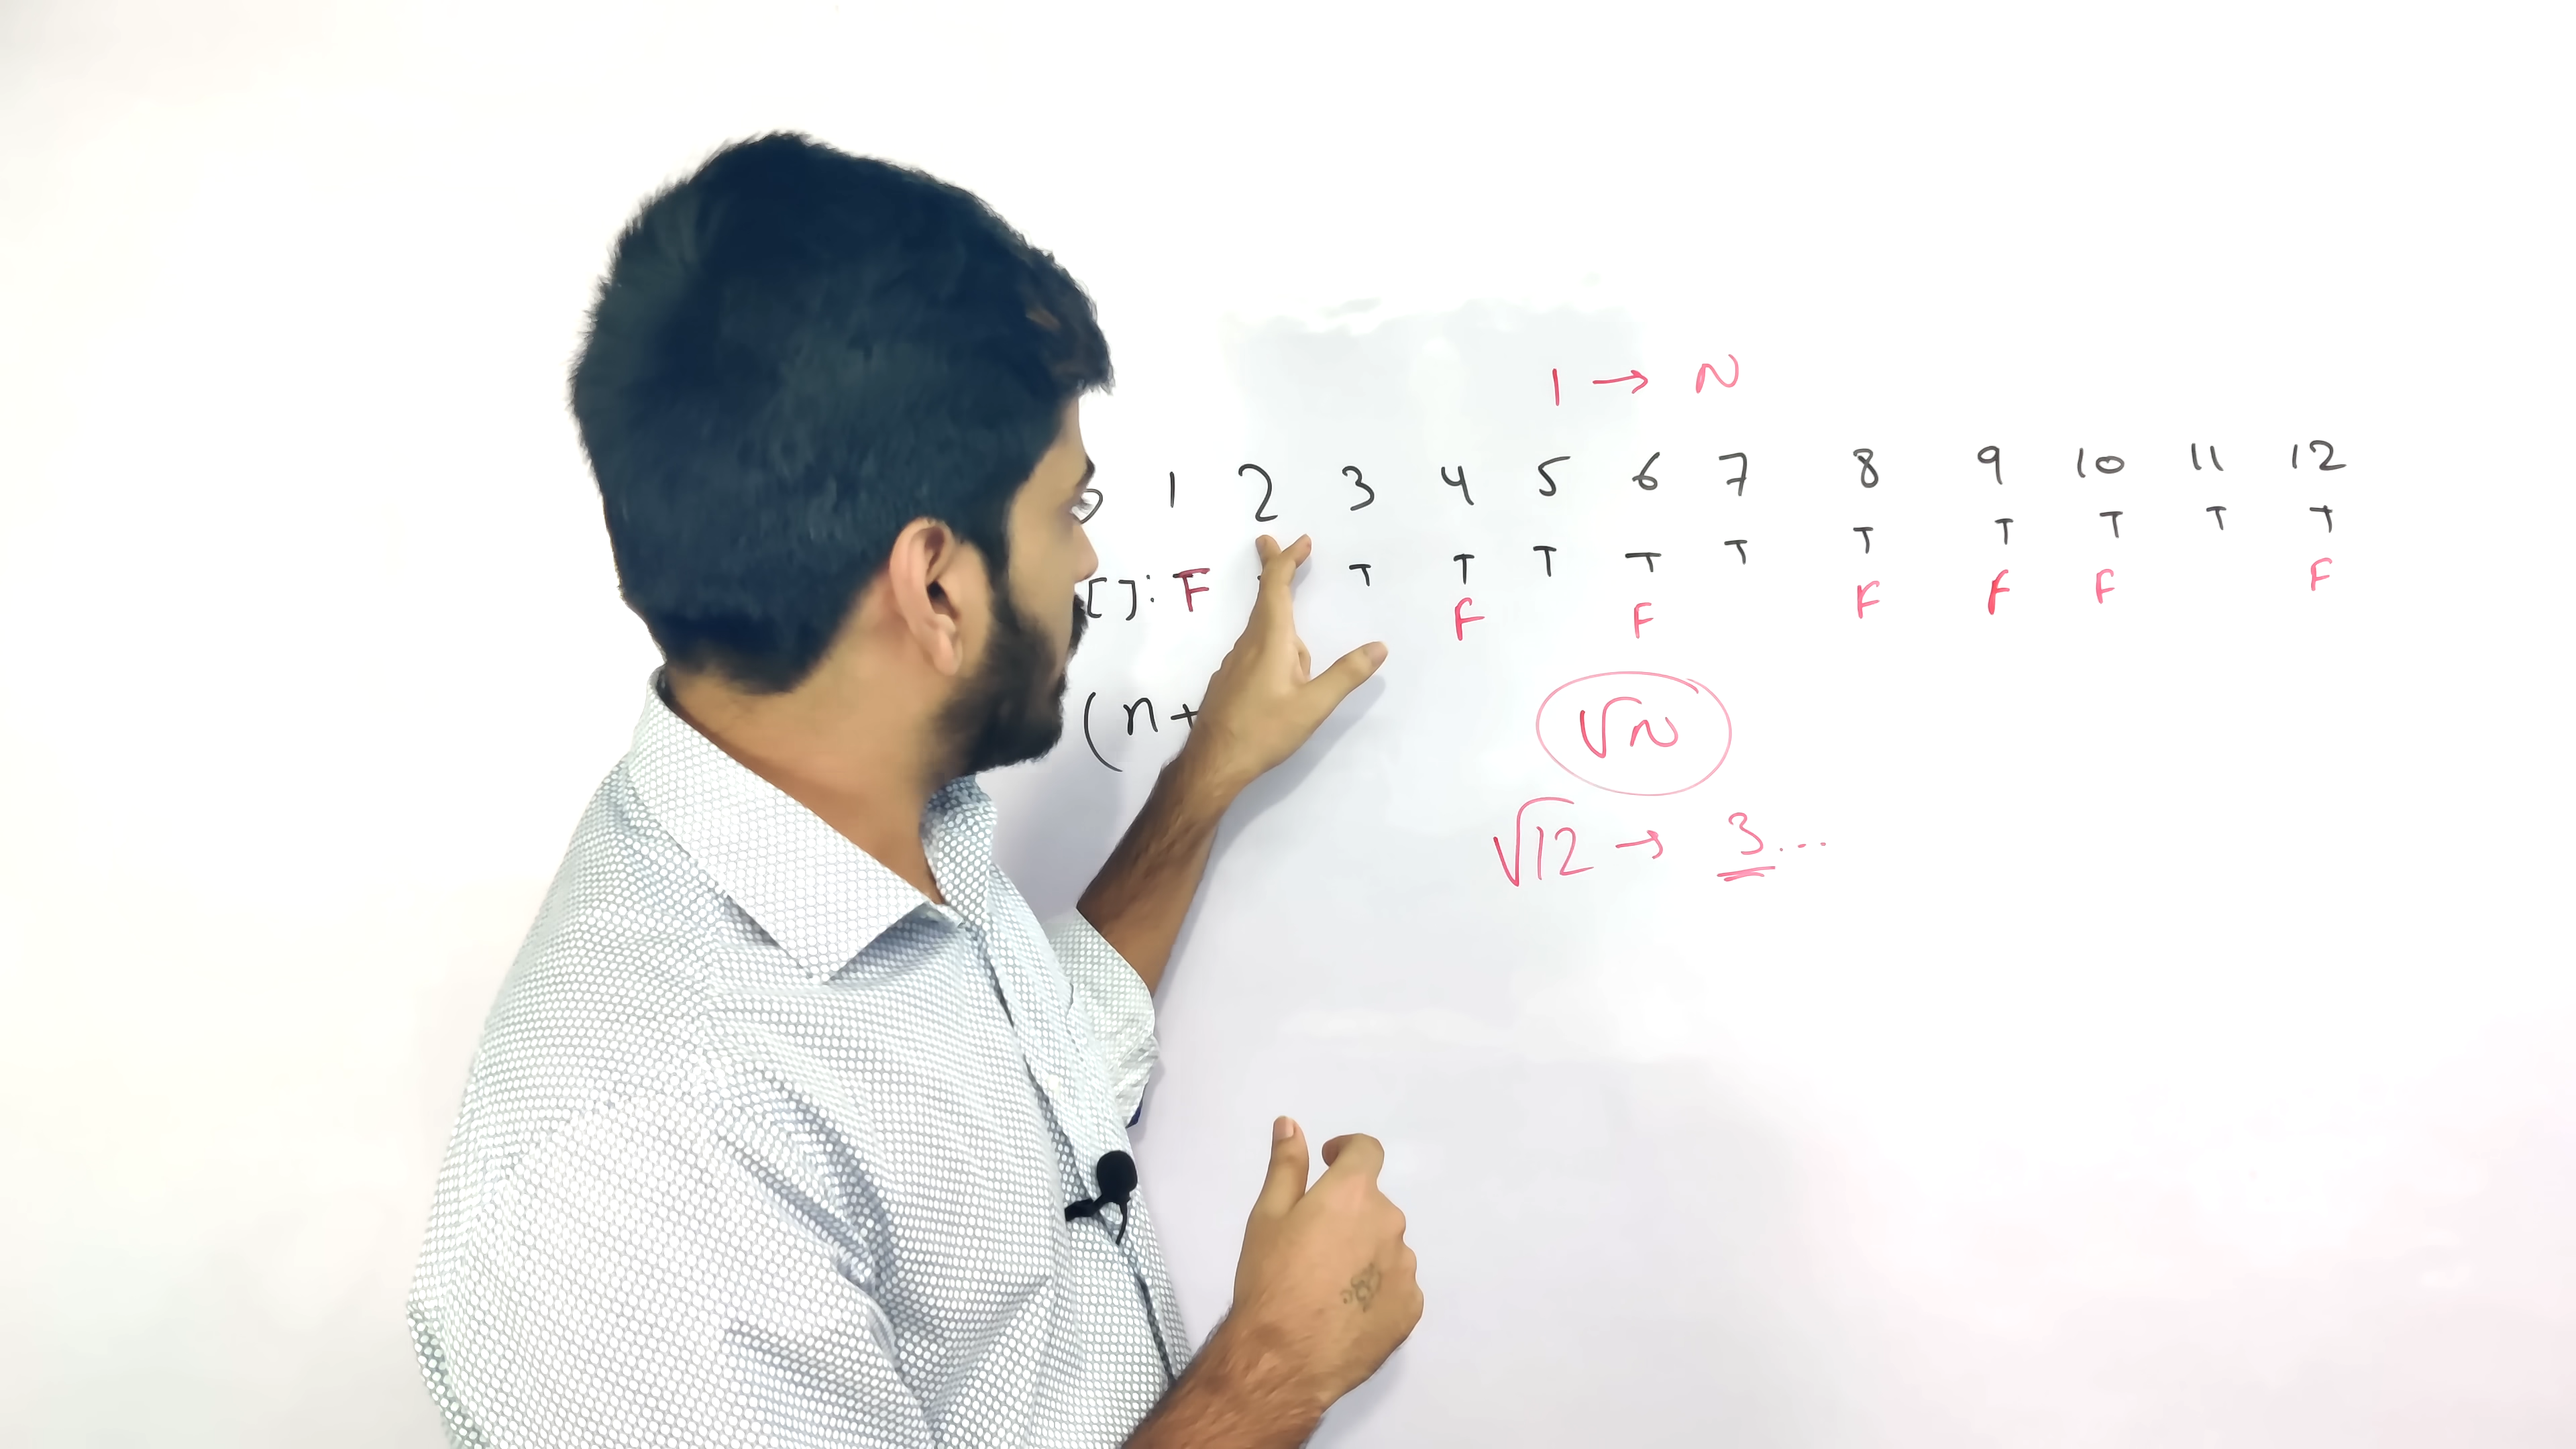 1 → N
0 1 2 3 4 5 6 7 8 9 10 11 12
T T T T T T T T T T
[]: F F F F F F F
(n+
√N
√12 → 3...